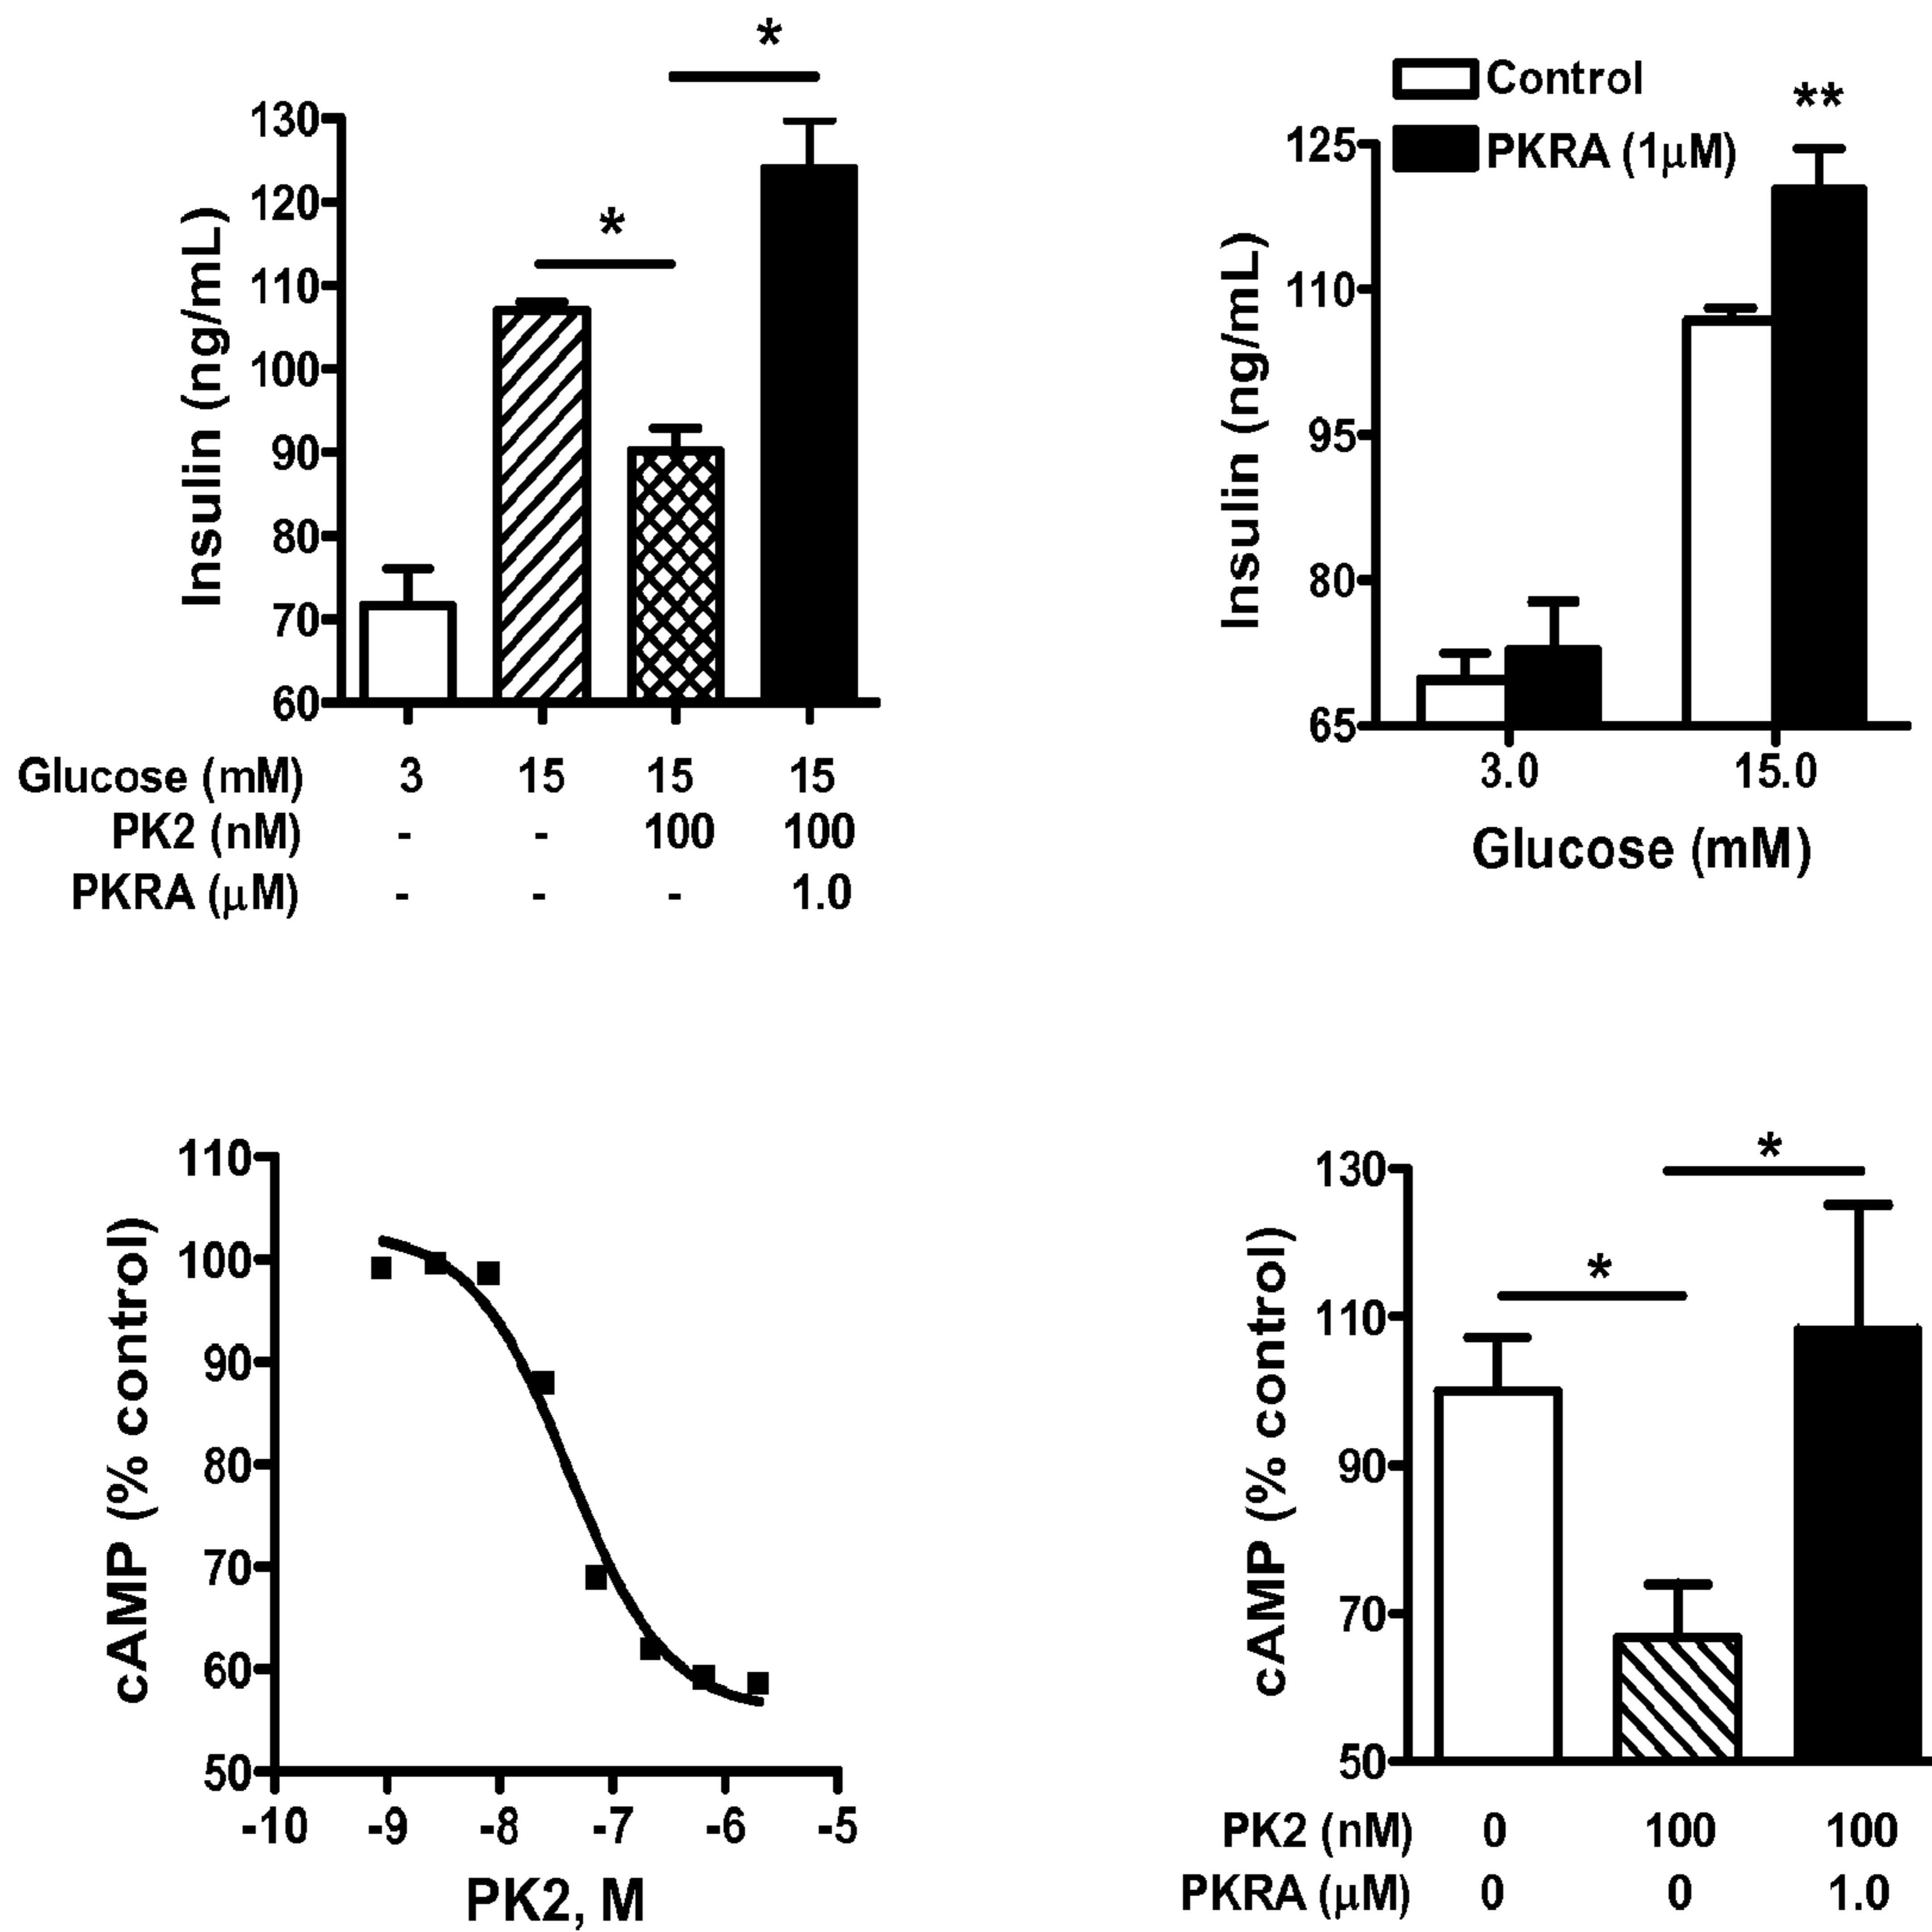 *
*
130
120
110
100
90
80
70
60
Insulin (ng/mL)
Glucose (mM) 3 15 15 15
PK2 (nM) - - 100 100
PKRA (μM) - - - 1.0
Control
PKRA (1μM)
**
125
110
95
80
65
Insulin (ng/mL)
3.0 15.0
Glucose (mM)
110
100
90
80
70
60
50
cAMP (% control)
-10 -9 -8 -7 -6 -5
PK2, M
*
*
130
110
90
70
50
cAMP (% control)
PK2 (nM) 0 100 100
PKRA (μM) 0 0 1.0